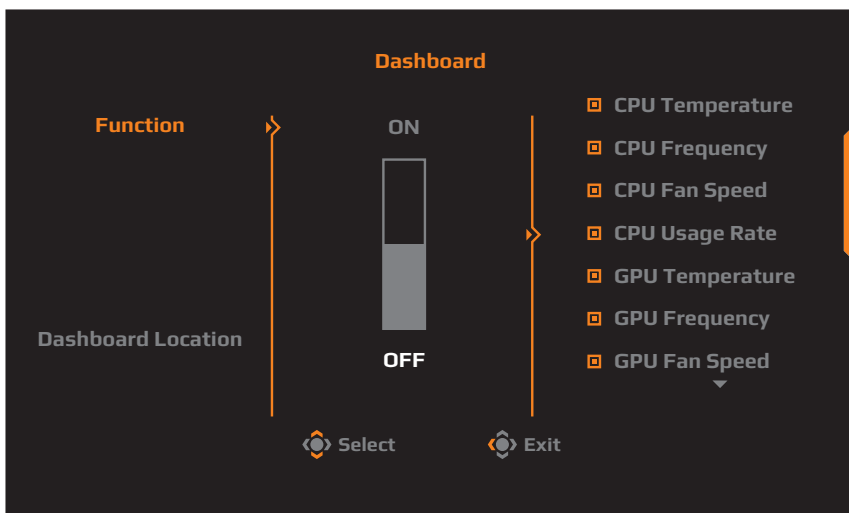 Dashboard
Function
ON
OFF
Dashboard Location
CPU Temperature
CPU Frequency
CPU Fan Speed
CPU Usage Rate
GPU Temperature
GPU Frequency
GPU Fan Speed
Select
Exit